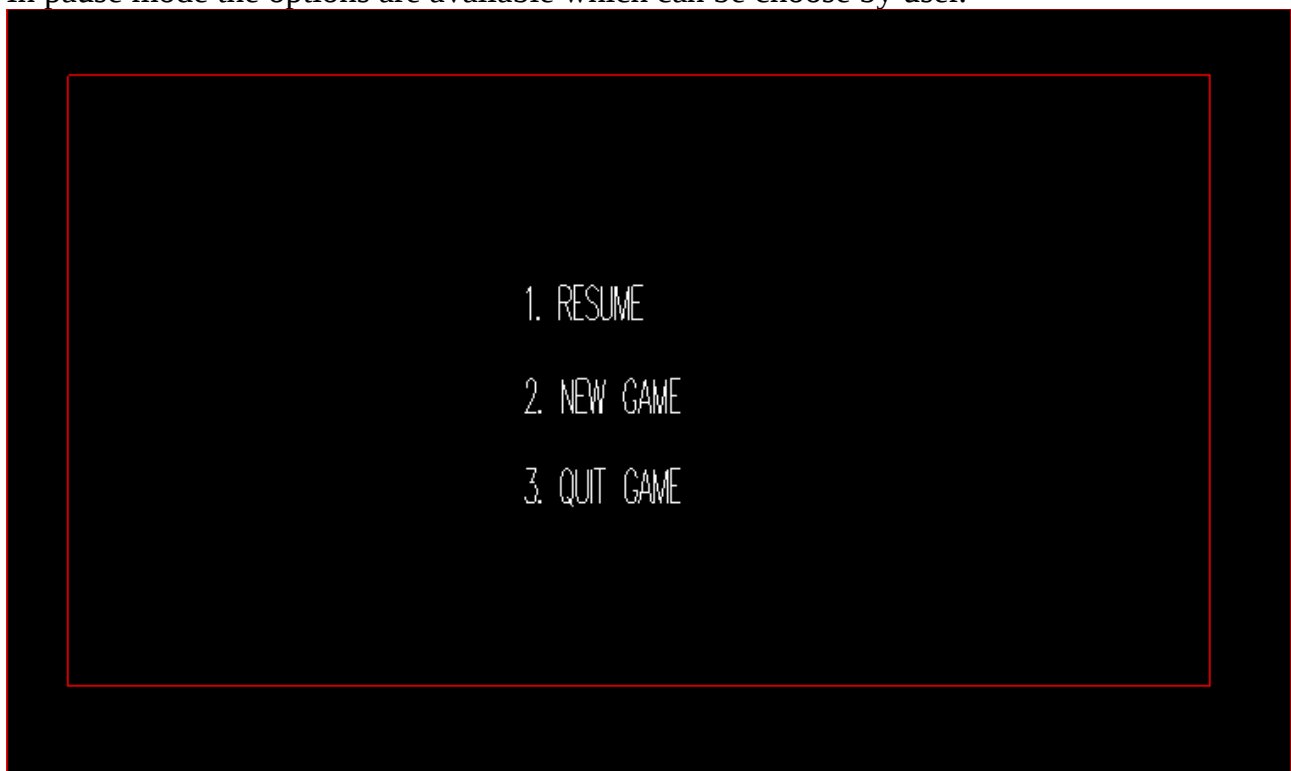 In pause mode the options are available which can be choose by user.
1. RESUME
2. NEW GAME
3. QUIT GAME